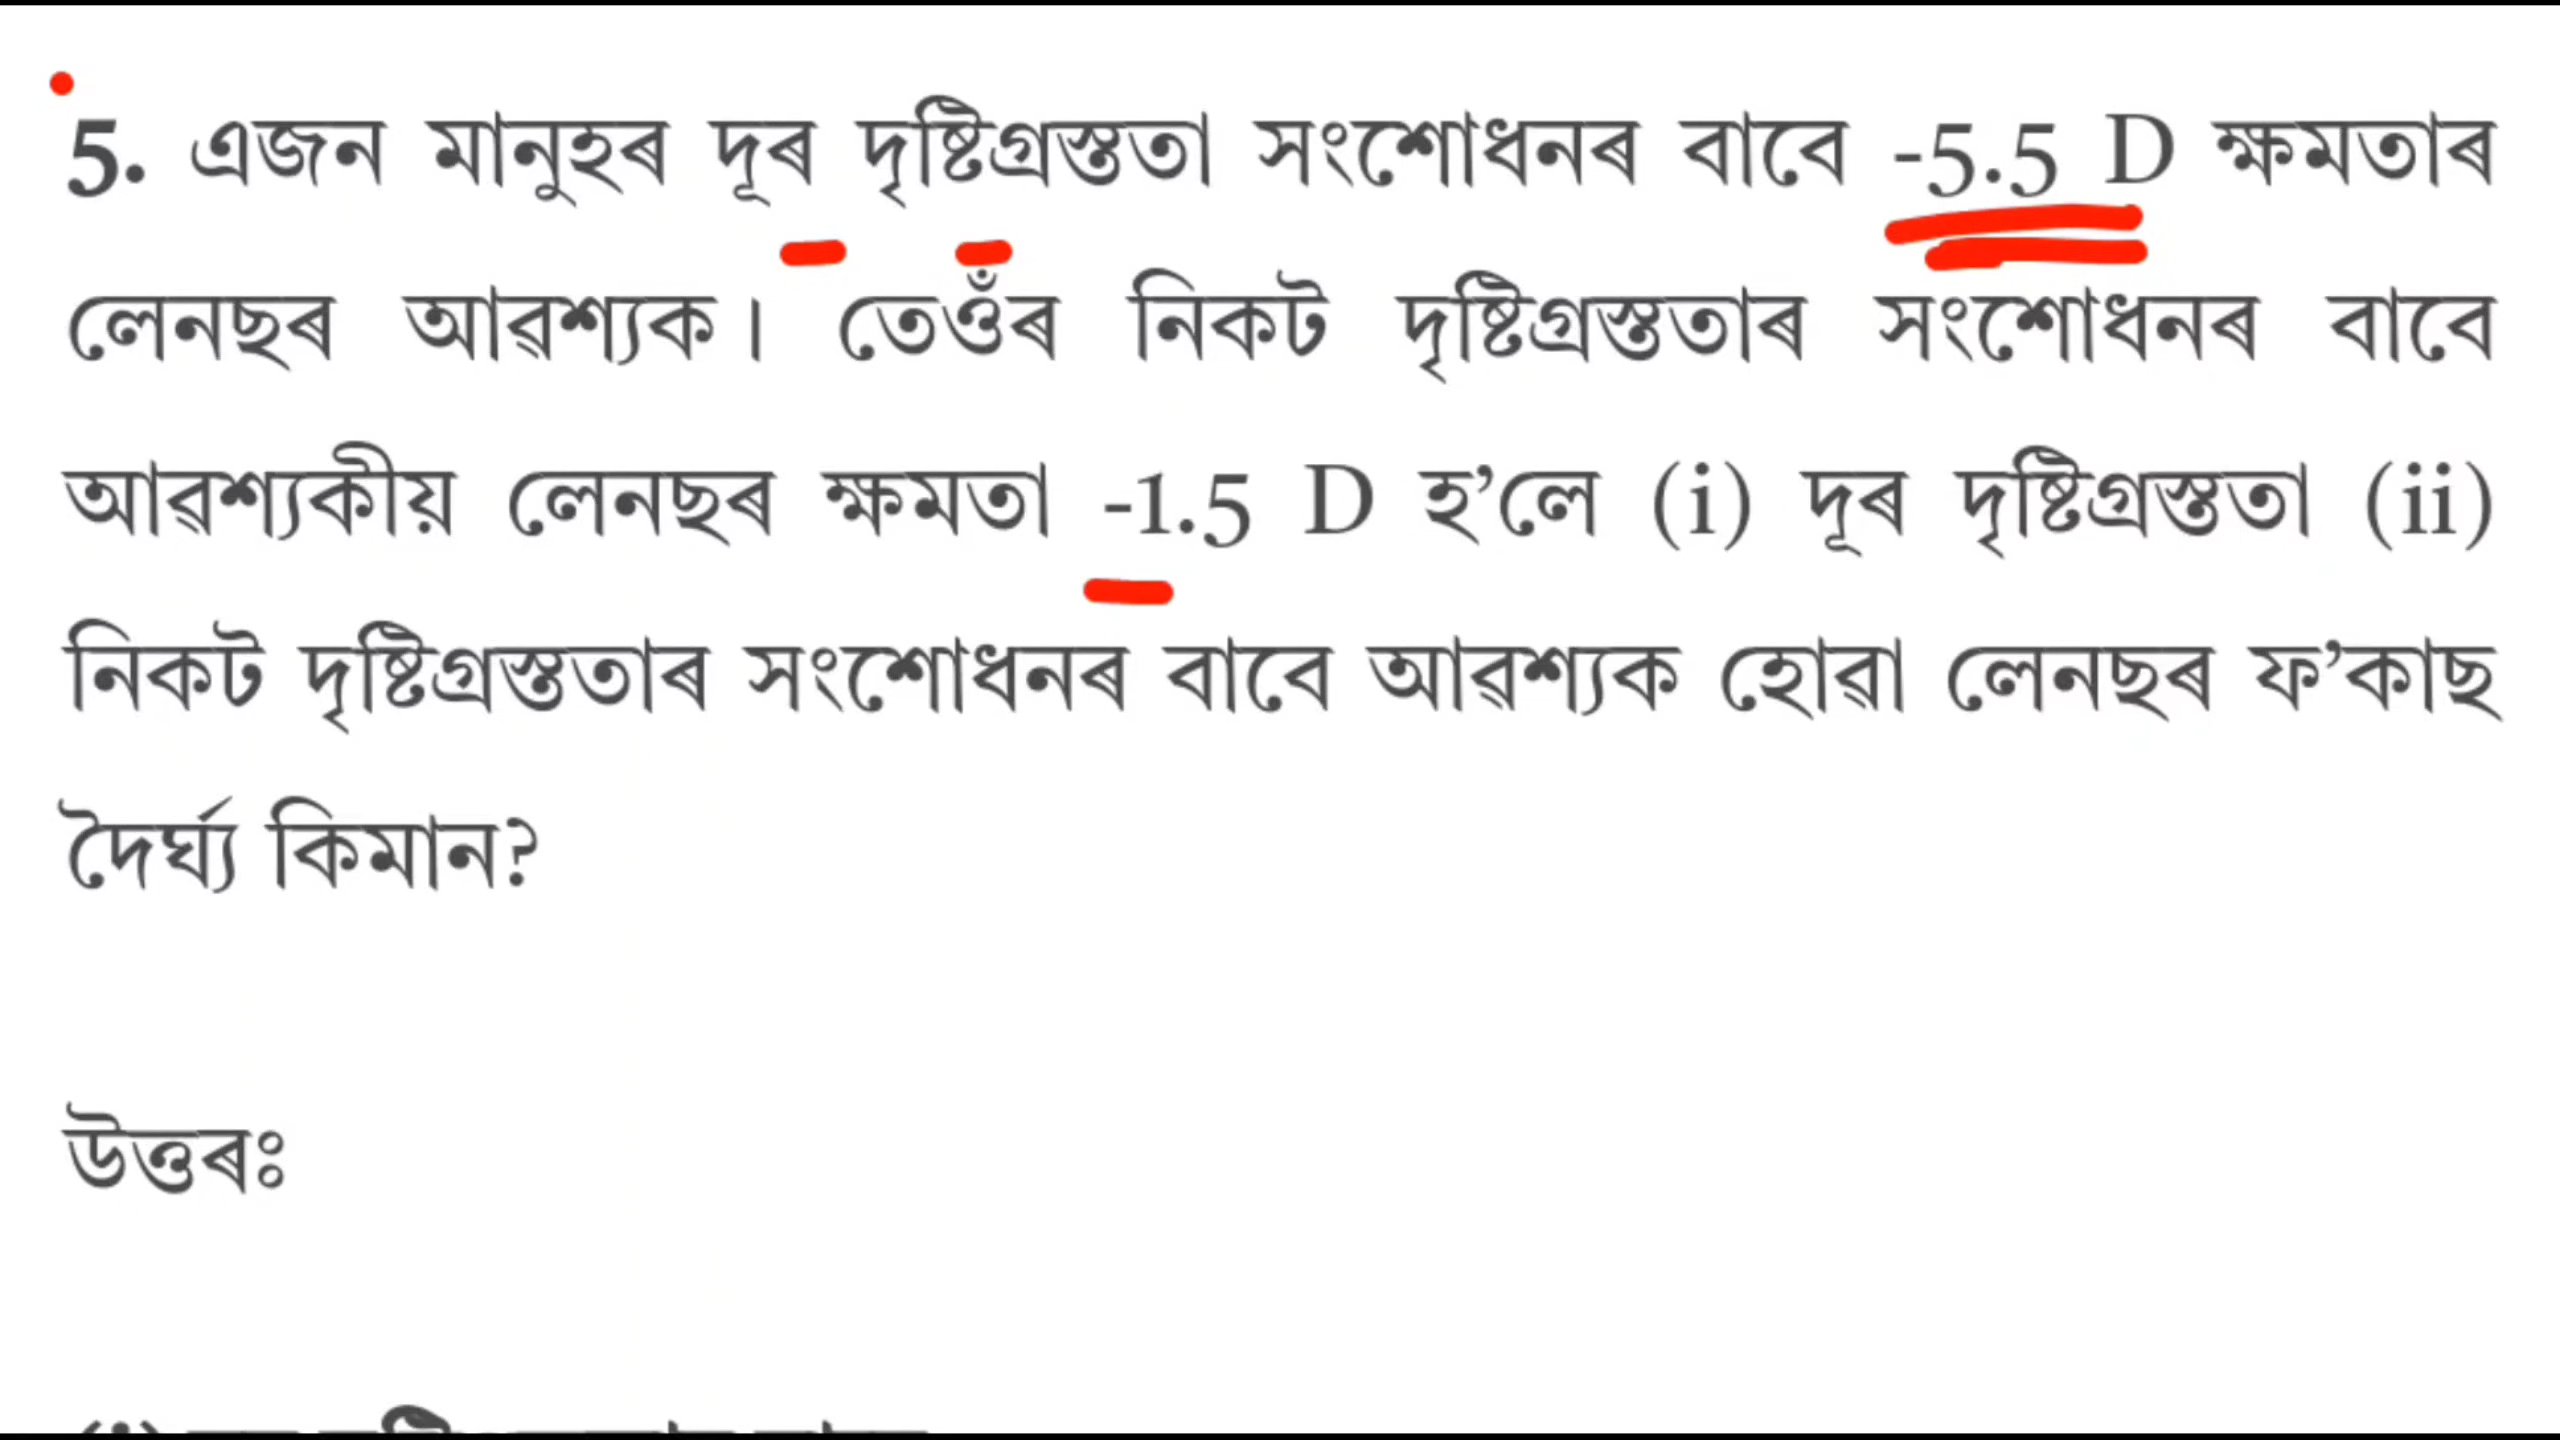 5. এজন মানুহৰ দূৰ দৃষ্টিগ্ৰস্ততা সংশোধনৰ বাবে -5.5 D ক্ষমতাৰ
লেনছৰ আৱশ্যক। তেওঁৰ নিকট দৃষ্টিগ্ৰস্ততাৰ সংশোধনৰ বাবে
আৱশ্যকীয় লেনছৰ ক্ষমতা -1.5 D হ’লে (i) দূৰ দৃষ্টিগ্ৰস্ততা (ii)
নিকট দৃষ্টিগ্ৰস্ততাৰ সংশোধনৰ বাবে আৱশ্যক হোৱা লেনছৰ ফ’কাছ
দৈৰ্ঘ্য কিমান?
উত্তৰঃ